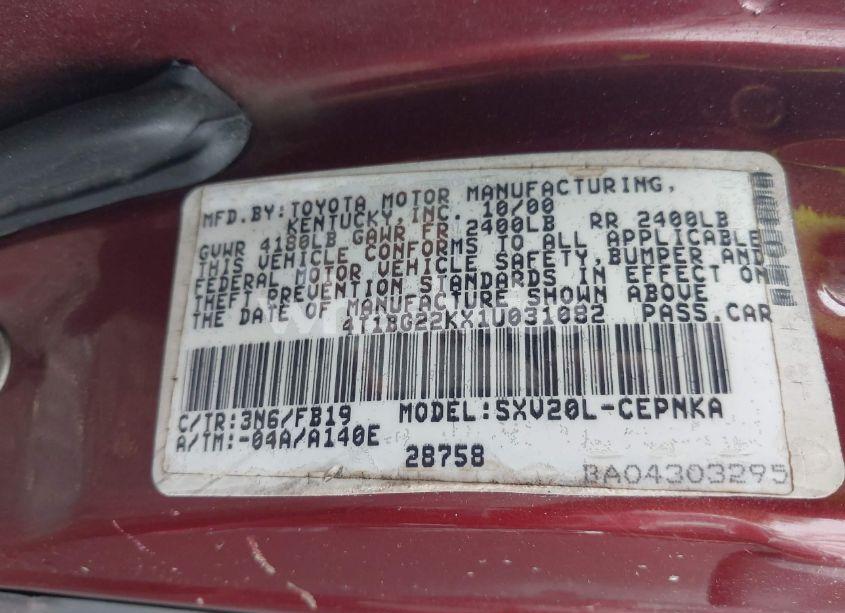 MFD.BY:TOYOTA MOTOR MANUFACTURING,
KENTUCKY,INC. 10/00
GVWR 4180LB GAWR FR 2400LB RR 2400LB
THIS VEHICLE CONFORMS TO ALL APPLICABLE
FEDERAL MOTOR VEHICLE SAFETY,BUMPER AND
THEFT PREVENTION STANDARDS IN EFFECT ON
THE DATE OF MANUFACTURE SHOWN ABOVE
4T1BG22KX1U031082 PASS.CAR
C/TR:3N6/FB19 MODEL:SXV20L-CEPNKA
A/TM:-04A/A140E
28758
BA04303295